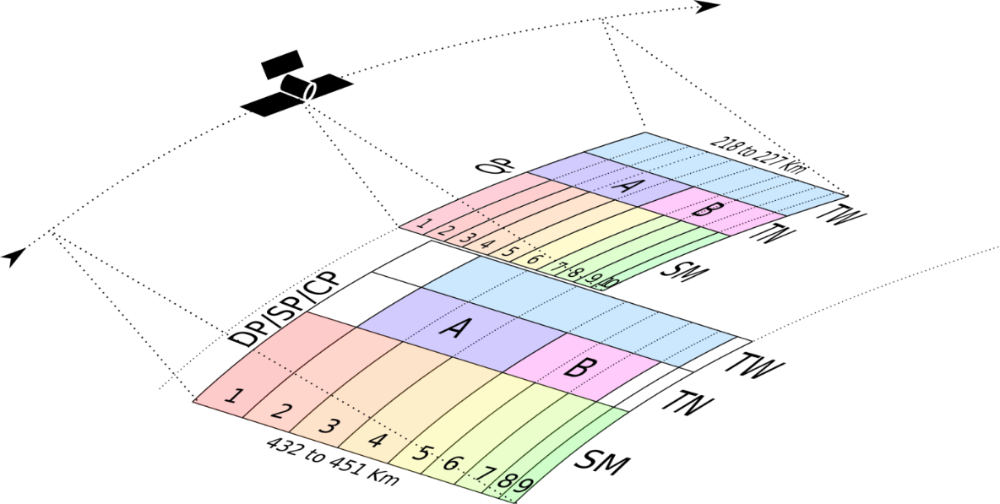 218 to 227 Km
QP
A
B
TW
TN
1 2 3 4 5 6 7 8 9 10
SM
DP/SP/CP
A
B
TW
TN
1 2 3 4 5 6 7 8 9
SM
432 to 451 Km